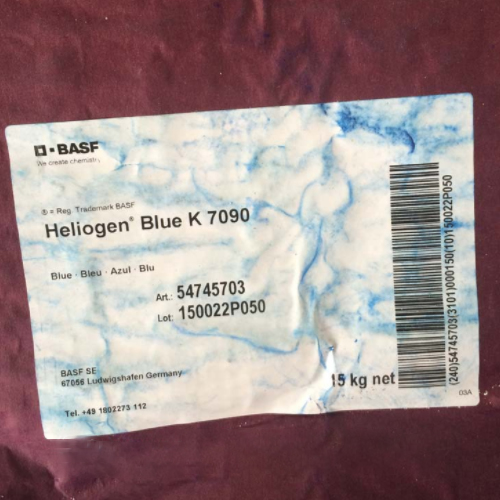 BASF
We create chemistry
® = Reg. Trademark BASF
Heliogen® Blue K 7090
Blue · Bleu · Azul · Blu
Art.: 54745703
Lot: 150022P050
BASF SE
67056 Ludwigshafen Germany
15 kg net
Tel. +49 1802273 112
(240)54745703(3101)000150(10)150022P050
03A